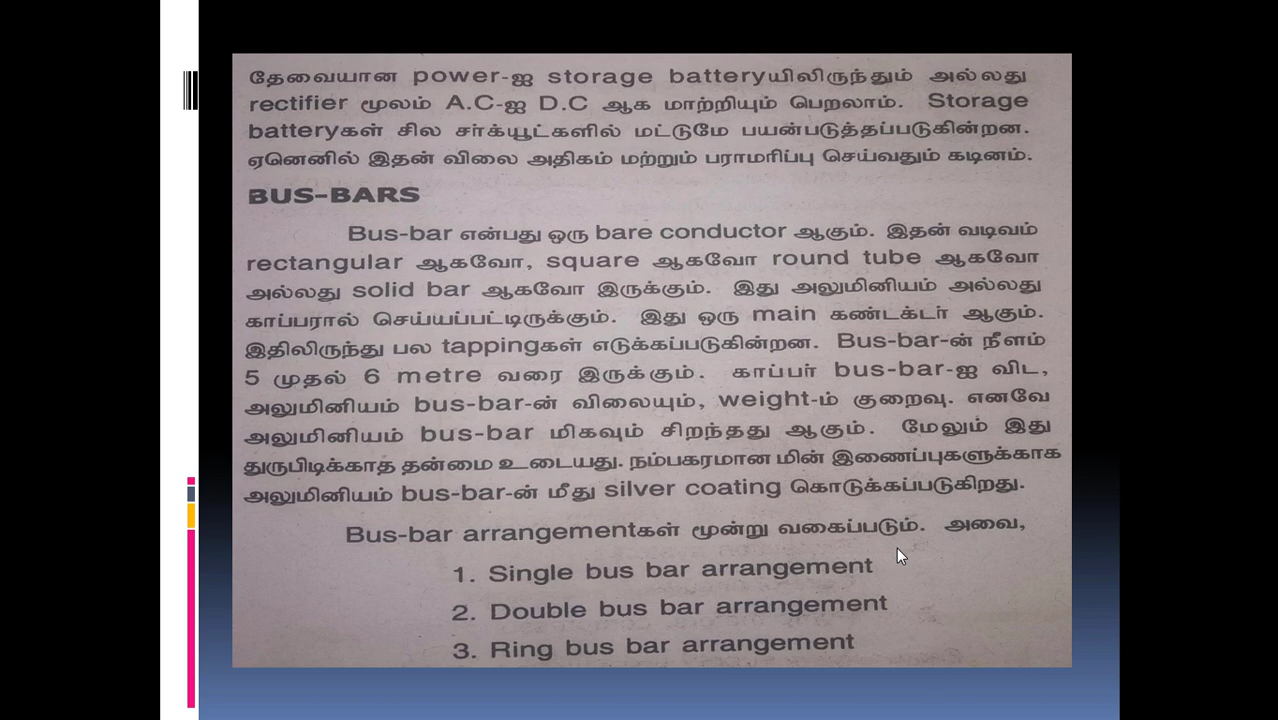 தேவையான power-ஐ storage batteryயிலிருந்தும் அல்லது
rectifier மூலம் A.C-ஐ D.C ஆக மாற்றியும் பெறலாம். Storage
batteryகள் சில சர்க்யூட்களில் மட்டுமே பயன்படுத்தப்படுகின்றன.
ஏனெனில் இதன் விலை அதிகம் மற்றும் பராமரிப்பு செய்வதும் கடினம்.
BUS-BARS
Bus-bar என்பது ஒரு bare conductor ஆகும். இதன் வடிவம்
rectangular ஆகவோ, square ஆகவோ round tube ஆகவோ
அல்லது solid bar ஆகவோ இருக்கும். இது அலுமினியம் அல்லது
காப்பரால் செய்யப்பட்டிருக்கும். இது ஒரு main கண்டக்டர் ஆகும்.
இதிலிருந்து பல tappingகள் எடுக்கப்படுகின்றன. Bus-bar-ன் நீளம்
5 முதல் 6 metre வரை இருக்கும். காப்பர் bus-bar-ஐ விட,
அலுமினியம் bus-bar-ன் விலையும், weight-ம் குறைவு. எனவே
அலுமினியம் bus-bar மிகவும் சிறந்தது ஆகும். மேலும் இது
துருபிடிக்காத தன்மை உடையது. நம்பகரமான மின் இணைப்புகளுக்காக
அலுமினியம் bus-bar-ன் மீது silver coating கொடுக்கப்படுகிறது.
Bus-bar arrangementகள் மூன்று வகைப்படும். அவை,
1. Single bus bar arrangement
2. Double bus bar arrangement
3. Ring bus bar arrangement